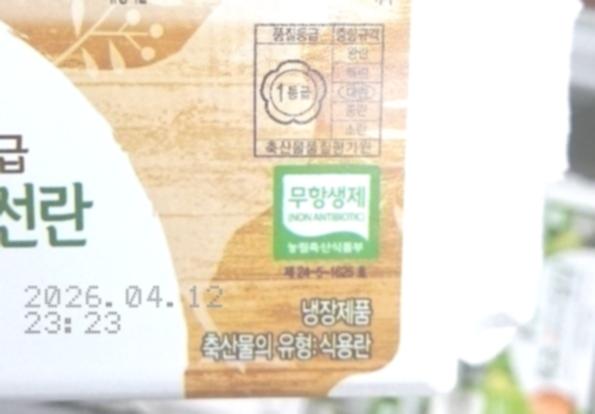 품질등급 중량규격
왕란
특란
1등급
대란
중란
소란
축산물품질평가원
급
선란
무항생제
(NON ANTIBIOTIC)
농림축산식품부
2026.04.12
23:23
냉장제품
축산물의 유형:식용란